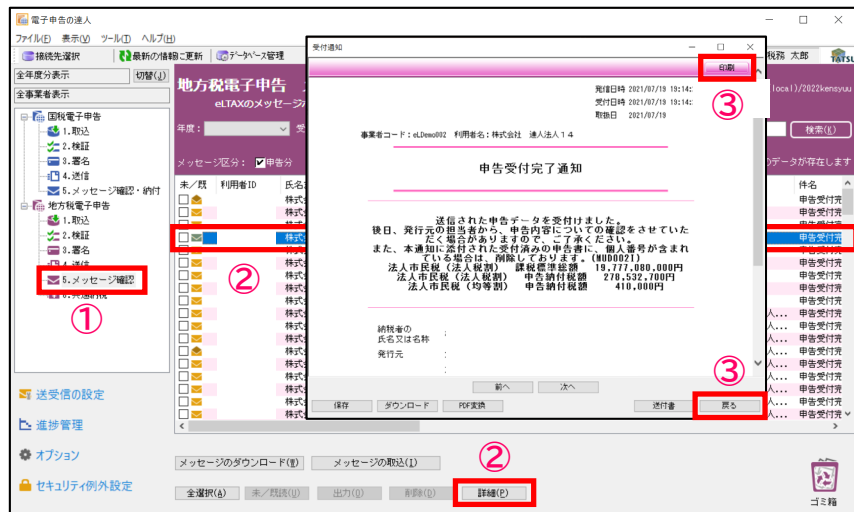 電子申告の達人
ファイル(F) 表示(V) ツール(T) ヘルプ(H)
接続先選択 最新の情報に更新 データベース管理 税務 太郎
全年度分表示 切替(J)
全事業者表示
国税電子申告
1.取込
2.検証
3.署名
4.送信
5.メッセージ確認・納付
地方税電子申告
1.取込
2.検証
3.署名
4.送信
5.メッセージ確認
①
送受信の設定
進捗管理
オプション
セキュリティ例外設定
地方税電子申告
eLTAXのメッセージ
local)/2022kensyuu
年度: 検索(K)
メッセージ区分: 申告分 データが存在します
未/既 利用者ID 氏名 件名
②
受付通知
印刷
③
発信日時 2021/07/19 19:14:
受付日時 2021/07/19 19:14:
取扱日 2021/07/19
事業者コード:eLDemo002 利用者名:株式会社 達人法人14
申告受付完了通知
送信された申告データを受付けました。
後日、発行元の担当者から、申告内容についての確認をさせていた
だく場合がありますので、ご了承ください。
また、本通知に添付された受付済みの申告書に、個人番号が含まれ
ている場合は、削除しております。(MUD002I)
法人市民税(法人税割) 課税標準総額 19,777,080,000円
法人市民税(法人税割) 申告納付税額 278,532,700円
法人市民税(均等割) 申告納付税額 410,000円
納税者の
氏名又は名称 :
発行元 :
前へ 次へ
③
保存 ダウンロード PDF変換 送付書 戻る
メッセージのダウンロード(W) メッセージの取込(I)
②
全選択(A) 未/既読(U) 出力(O) 削除(D) 詳細(P)
ゴミ箱